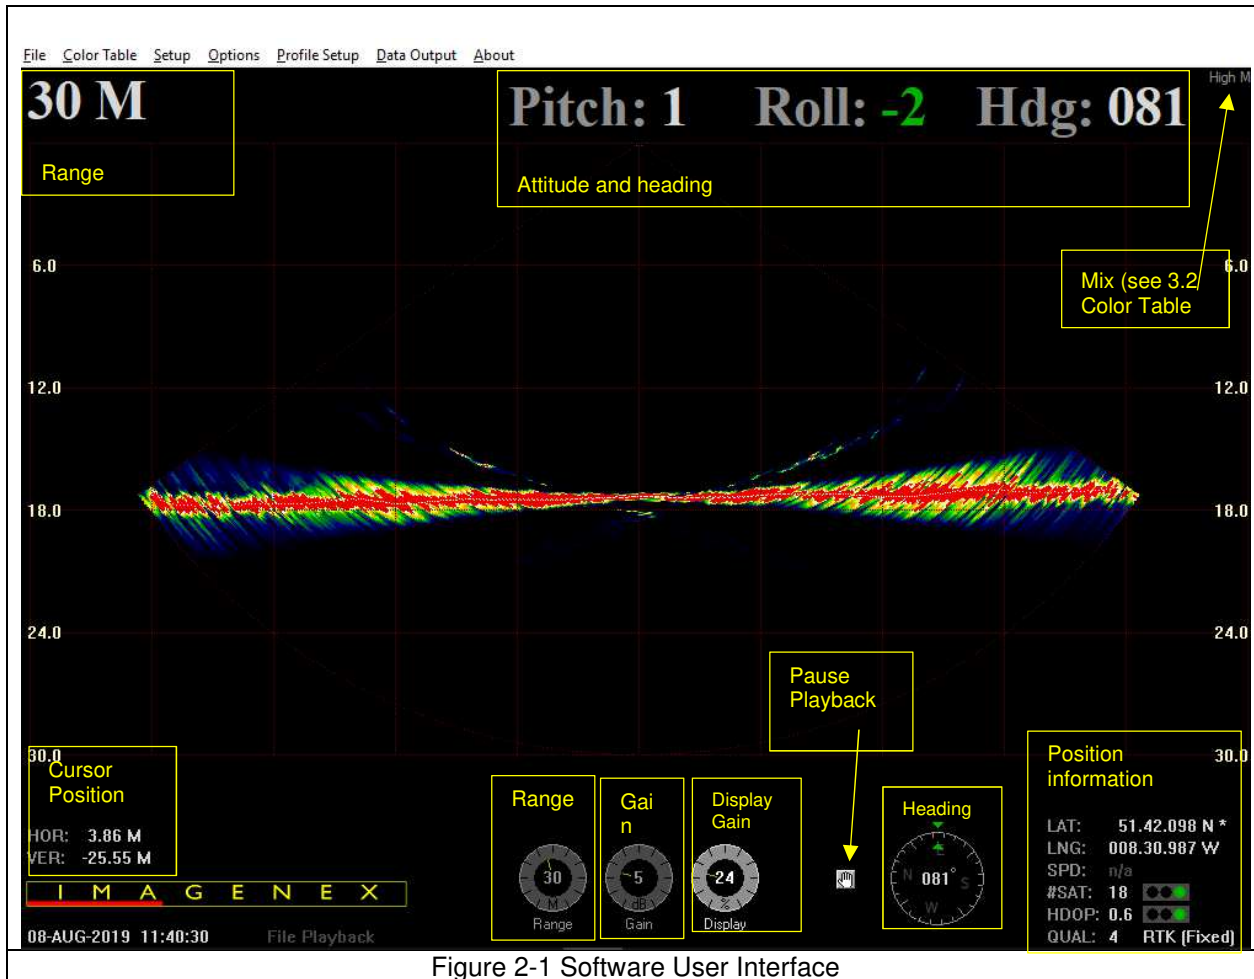 File Color Table Setup Options Profile Setup Data Output About
30 M
Pitch: 1 Roll: -2 Hdg: 081
High M
Range
Attitude and heading
Mix (see 3.2
Color Table
6.0
6.0
12.0
12.0
18.0
18.0
24.0
24.0
30.0
30.0
Pause
Playback
Cursor
Position
HOR: 3.86 M
VER: -25.55 M
IMAGENEX
08-AUG-2019 11:40:30 File Playback
Range
30
M
Range
Gai
n
5
dB
Gain
Display
Gain
24
%
Display
Heading
E
N 081° S
W
Position
information
LAT: 51.42.098 N *
LNG: 008.30.987 W
SPD: n/a
#SAT: 18
HDOP: 0.6
QUAL: 4 RTK (Fixed)
Figure 2-1 Software User Interface